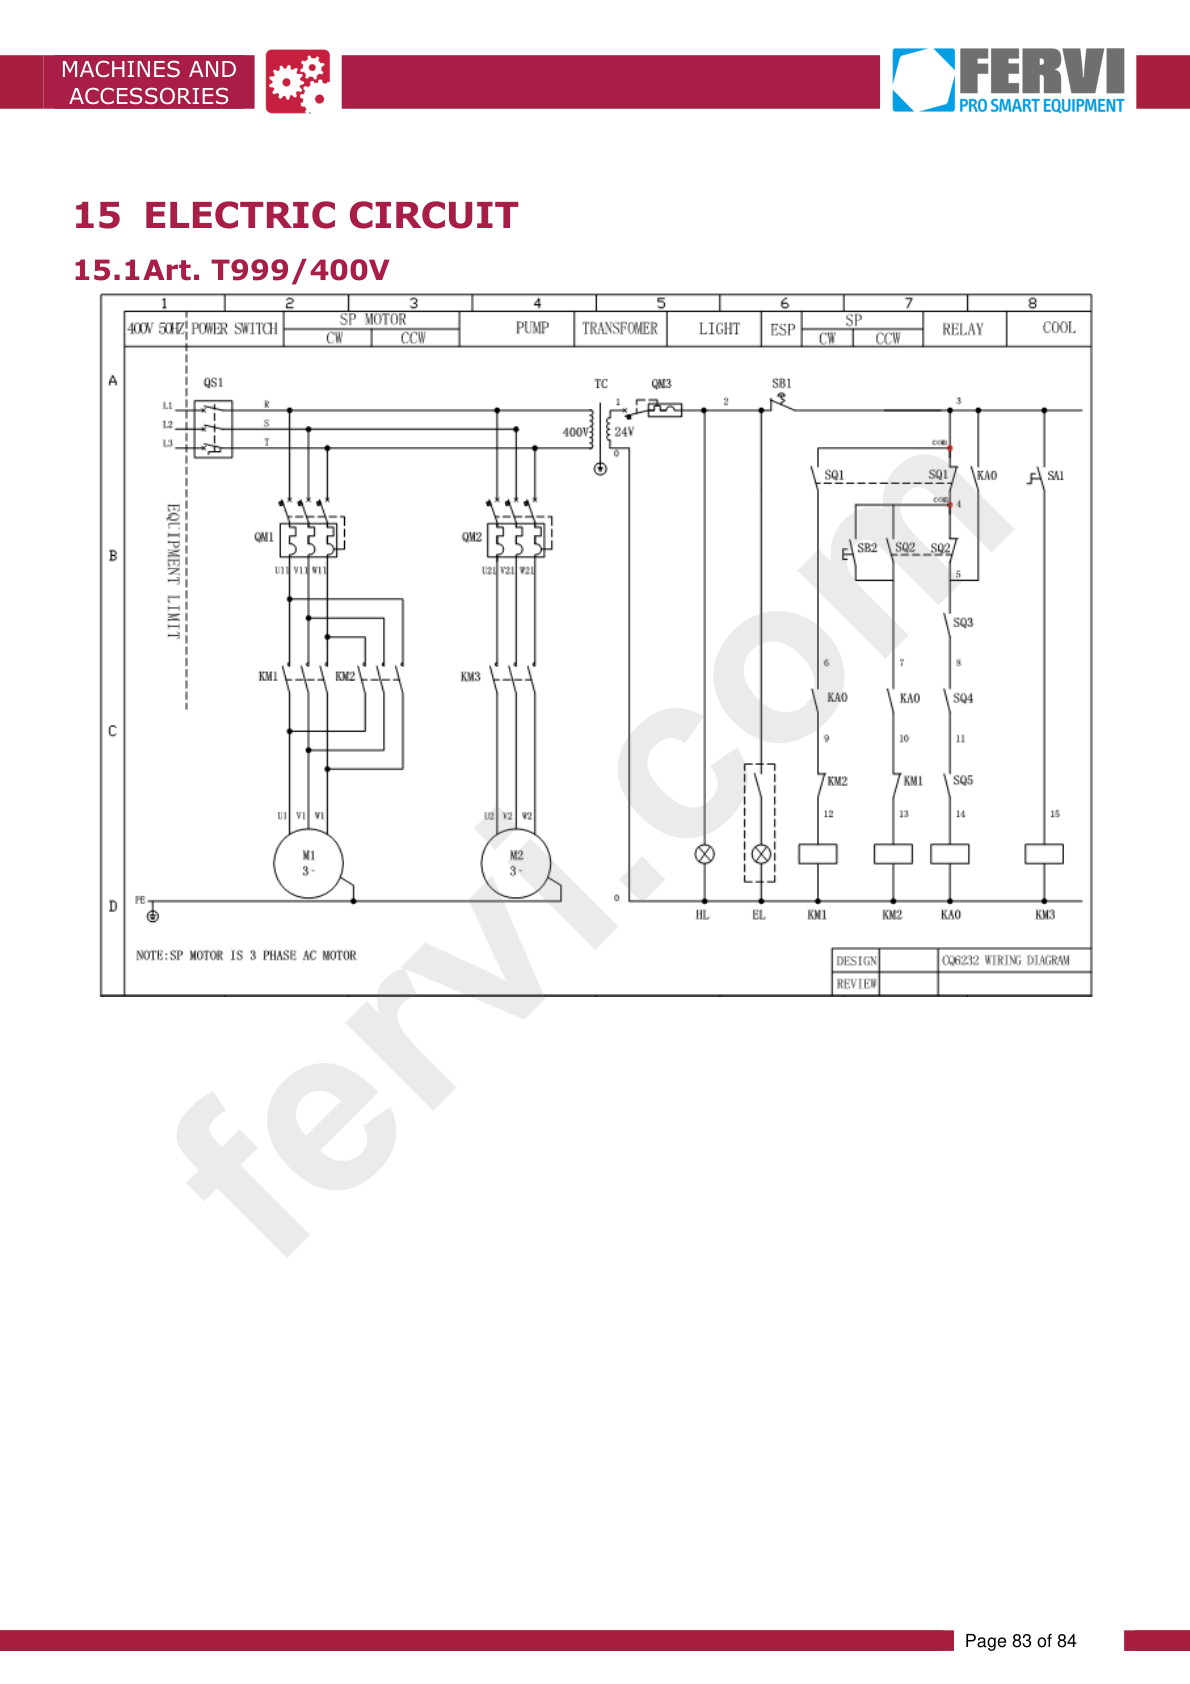 MACHINES AND
ACCESSORIES
FERVI
PRO SMART EQUIPMENT
15 ELECTRIC CIRCUIT
15.1Art. T999/400V
1 2 3 4 5 6 7 8
400V 50HZ POWER SWITCH SP MOTOR CW CCW PUMP TRANSFOMER LIGHT ESP SP CW CCW RELAY COOL
A
QS1 TC QM3 SB1
L1 R 1 2 3
L2 S 400V 24V
L3 T 0
com
SQ1 SQ1 KA0 SA1
com 4
EQUIPMENT LIMIT
B
QM1 QM2 SB2 SQ2 SQ2
U11 V11 W11 U21 V21 W21 5
SQ3
6 7 8
KM1 KM2 KM3
KA0 KA0 SQ4
C
9 10 11
KM2 KM1 SQ5
U1 V1 W1 U2 V2 W2 12 13 14 15
M1 M2
3~ 3~
D
PE 0
HL EL KM1 KM2 KA0 KM3
NOTE:SP MOTOR IS 3 PHASE AC MOTOR
DESIGN CQ6232 WIRING DIAGRAM
REVIEW
fervi.com
Page 83 of 84